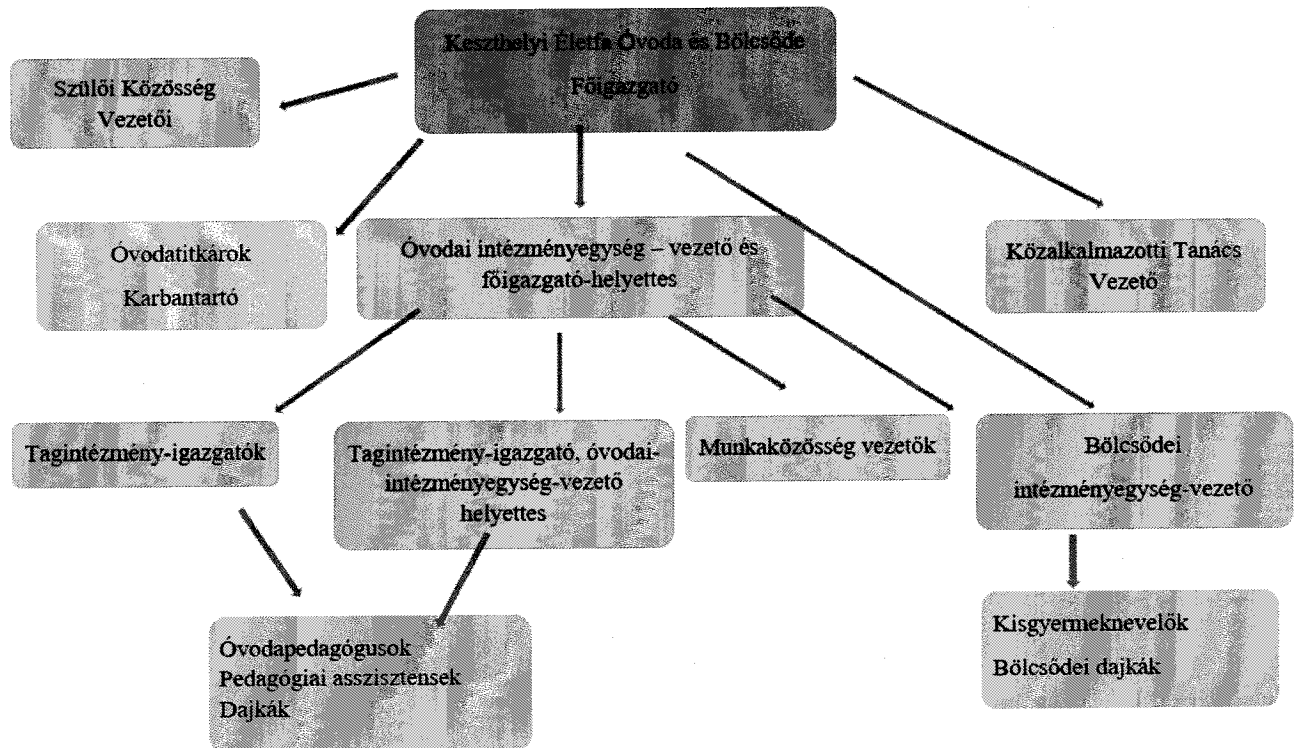 Keszthelyi Életfa Óvoda és Bölcsőde
Főigazgató
Szülői Közösség
Vezetői
Óvodatitkárok
Karbantartó
Óvodai intézményegység – vezető és
főigazgató-helyettes
Közalkalmazotti Tanács
Vezető
Tagintézmény-igazgatók
Tagintézmény-igazgató, óvodai-
intézményegység-vezető
helyettes
Munkaközösség vezetők
Bölcsődei
intézményegység-vezető
Óvodapedagógusok
Pedagógiai asszisztensek
Dajkák
Kisgyermeknevelők
Bölcsődei dajkák